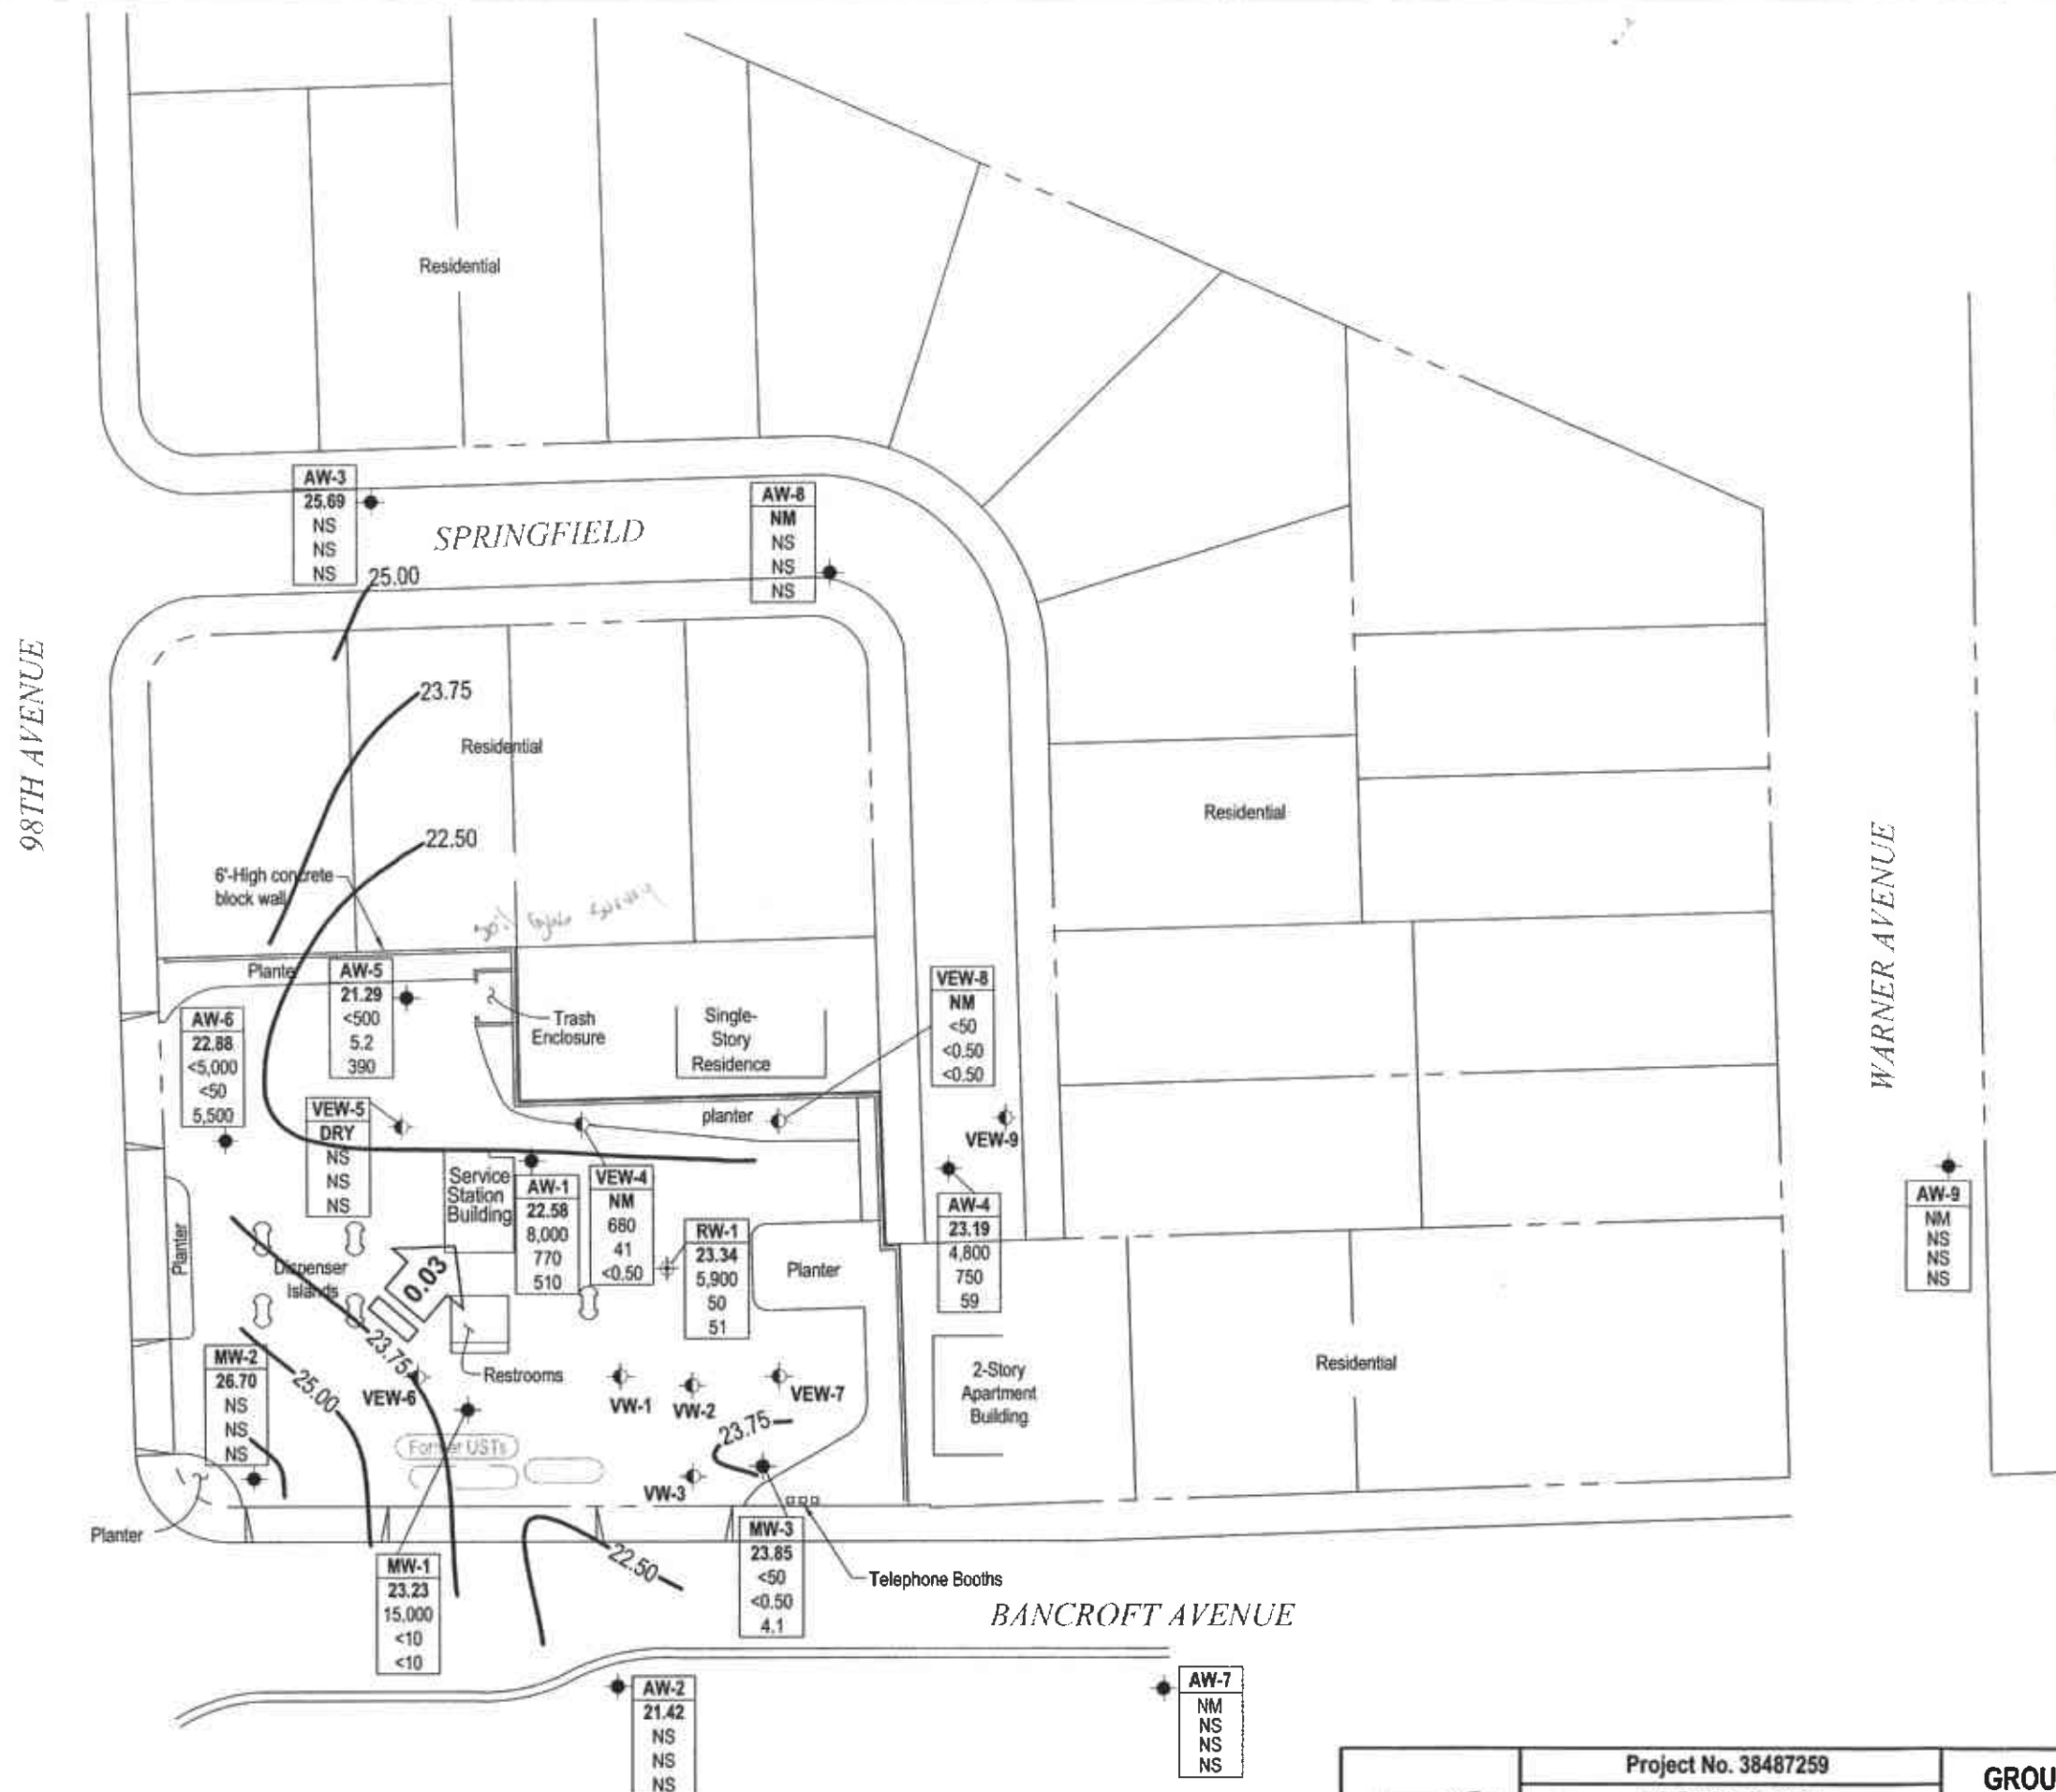 Residential
AW-3
25.69
NS
NS
NS
SPRINGFIELD
AW-8
NM
NS
NS
NS
25.00
98TH AVENUE
23.75
Residential
22.50
6'-High concrete
block wall
Residential
WARNER AVENUE
Planter
AW-5
21.29
<500
5.2
390
Trash
Enclosure
Single-
Story
Residence
VEW-8
NM
<50
<0.50
<0.50
AW-6
22.88
<5,000
<50
5,500
VEW-5
DRY
NS
NS
NS
planter
VEW-9
Service
Station
Building
AW-1
22.58
8,000
770
510
VEW-4
NM
680
41
<0.50
RW-1
23.34
5,900
50
51
Planter
AW-4
23.19
4,800
750
59
AW-9
NM
NS
NS
NS
Planter
Dispenser
Islands
0.03
23.75
Restrooms
MW-2
26.70
NS
NS
NS
25.00
VEW-6
VW-1
VW-2
VEW-7
23.75
2-Story
Apartment
Building
Residential
Former USTs
VW-3
Planter
MW-1
23.23
15,000
<10
<10
22.50
MW-3
23.85
<50
<0.50
4.1
Telephone Booths
BANCROFT AVENUE
AW-2
21.42
NS
NS
NS
AW-7
NM
NS
NS
NS
Project No. 38487259
GROU